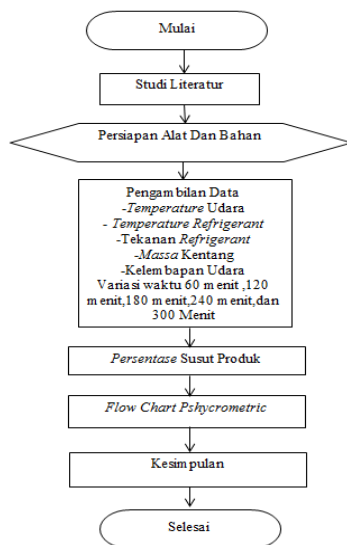 Mulai
Studi Literatur
Persiapan Alat Dan Bahan
Pengambilan Data
-Temperature Udara
- Temperature Refrigerant
-Tekanan Refrigerant
-Massa Kentang
-Kelembapan Udara
Variasi waktu 60 menit ,120
menit,180 menit,240 menit,dan
300 Menit
Persentase Susut Produk
Flow Chart Pshycrometric
Kesimpulan
Selesai